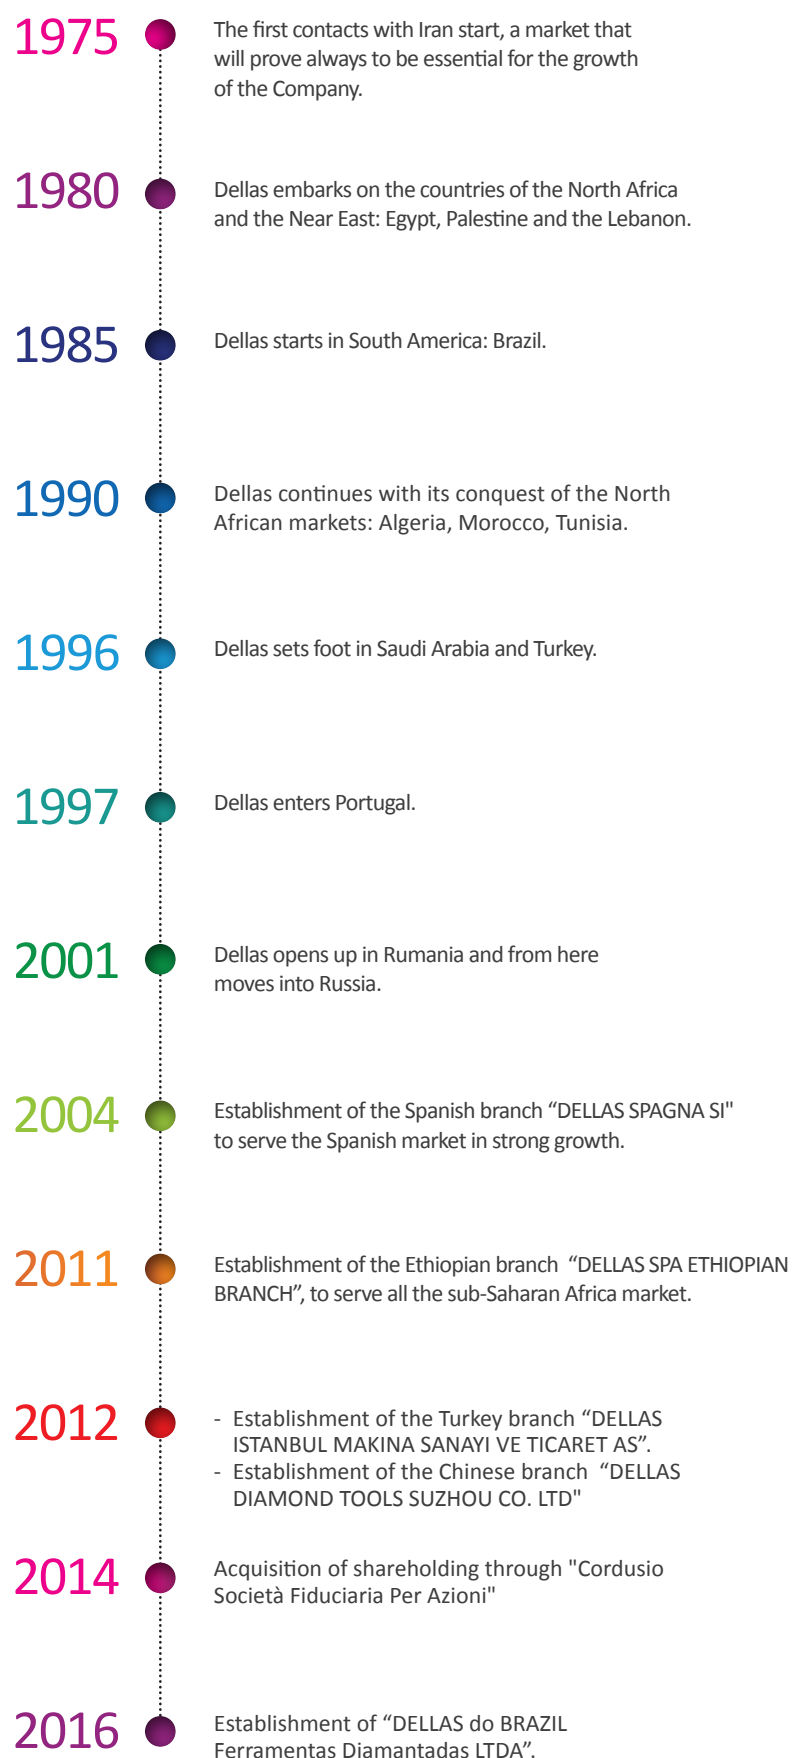 1975
The first contacts with Iran start, a market that
will prove always to be essential for the growth
of the Company.
1980
Dellas embarks on the countries of the North Africa
and the Near East: Egypt, Palestine and the Lebanon.
1985
Dellas starts in South America: Brazil.
1990
Dellas continues with its conquest of the North
African markets: Algeria, Morocco, Tunisia.
1996
Dellas sets foot in Saudi Arabia and Turkey.
1997
Dellas enters Portugal.
2001
Dellas opens up in Rumania and from here
moves into Russia.
2004
Establishment of the Spanish branch “DELLAS SPAGNA SI"
to serve the Spanish market in strong growth.
2011
Establishment of the Ethiopian branch “DELLAS SPA ETHIOPIAN
BRANCH”, to serve all the sub-Saharan Africa market.
2012
- Establishment of the Turkey branch “DELLAS
ISTANBUL MAKINA SANAYI VE TICARET AS”.
- Establishment of the Chinese branch “DELLAS
DIAMOND TOOLS SUZHOU CO. LTD"
2014
Acquisition of shareholding through "Cordusio
Società Fiduciaria Per Azioni"
2016
Establishment of “DELLAS do BRAZIL
Ferramentas Diamantadas LTDA”.